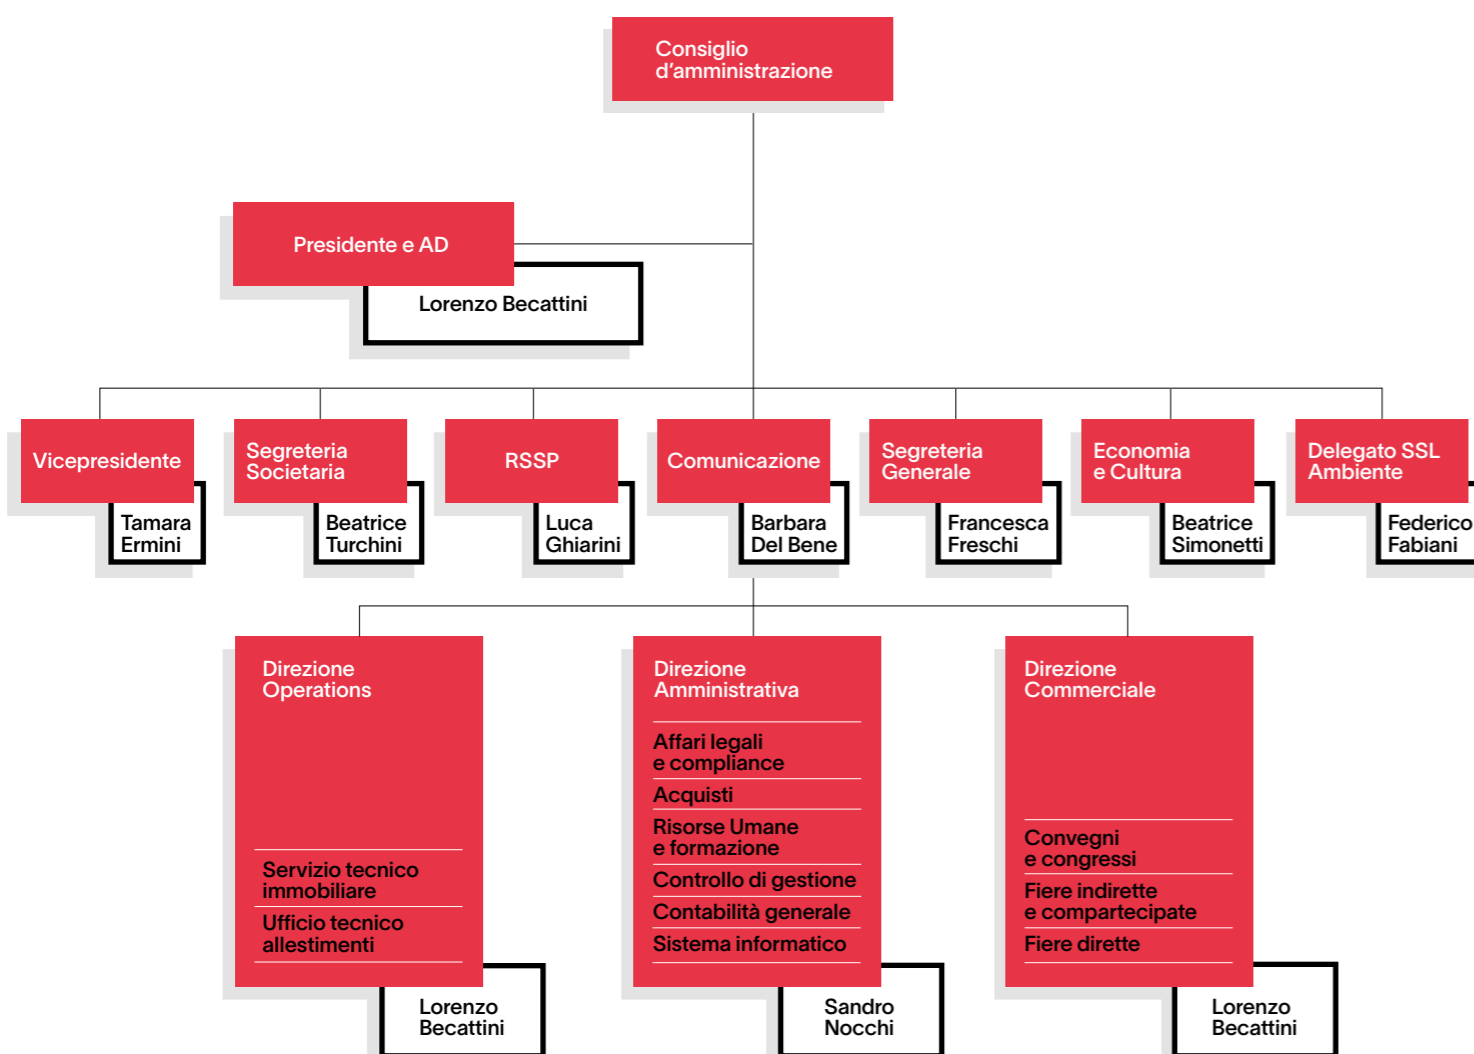 Consiglio
d’amministrazione
Presidente e AD
Lorenzo Becattini
Vicepresidente
Tamara
Ermini
Segreteria
Societaria
Beatrice
Turchini
RSSP
Luca
Ghiarini
Comunicazione
Barbara
Del Bene
Segreteria
Generale
Francesca
Freschi
Economia
e Cultura
Beatrice
Simonetti
Delegato SSL
Ambiente
Federico
Fabiani
Direzione
Operations
Servizio tecnico
immobiliare
Ufficio tecnico
allestimenti
Lorenzo
Becattini
Direzione
Amministrativa
Affari legali
e compliance
Acquisti
Risorse Umane
e formazione
Controllo di gestione
Contabilità generale
Sistema informatico
Sandro
Nocchi
Direzione
Commerciale
Convegni
e congressi
Fiere indirette
e compartecipate
Fiere dirette
Lorenzo
Becattini